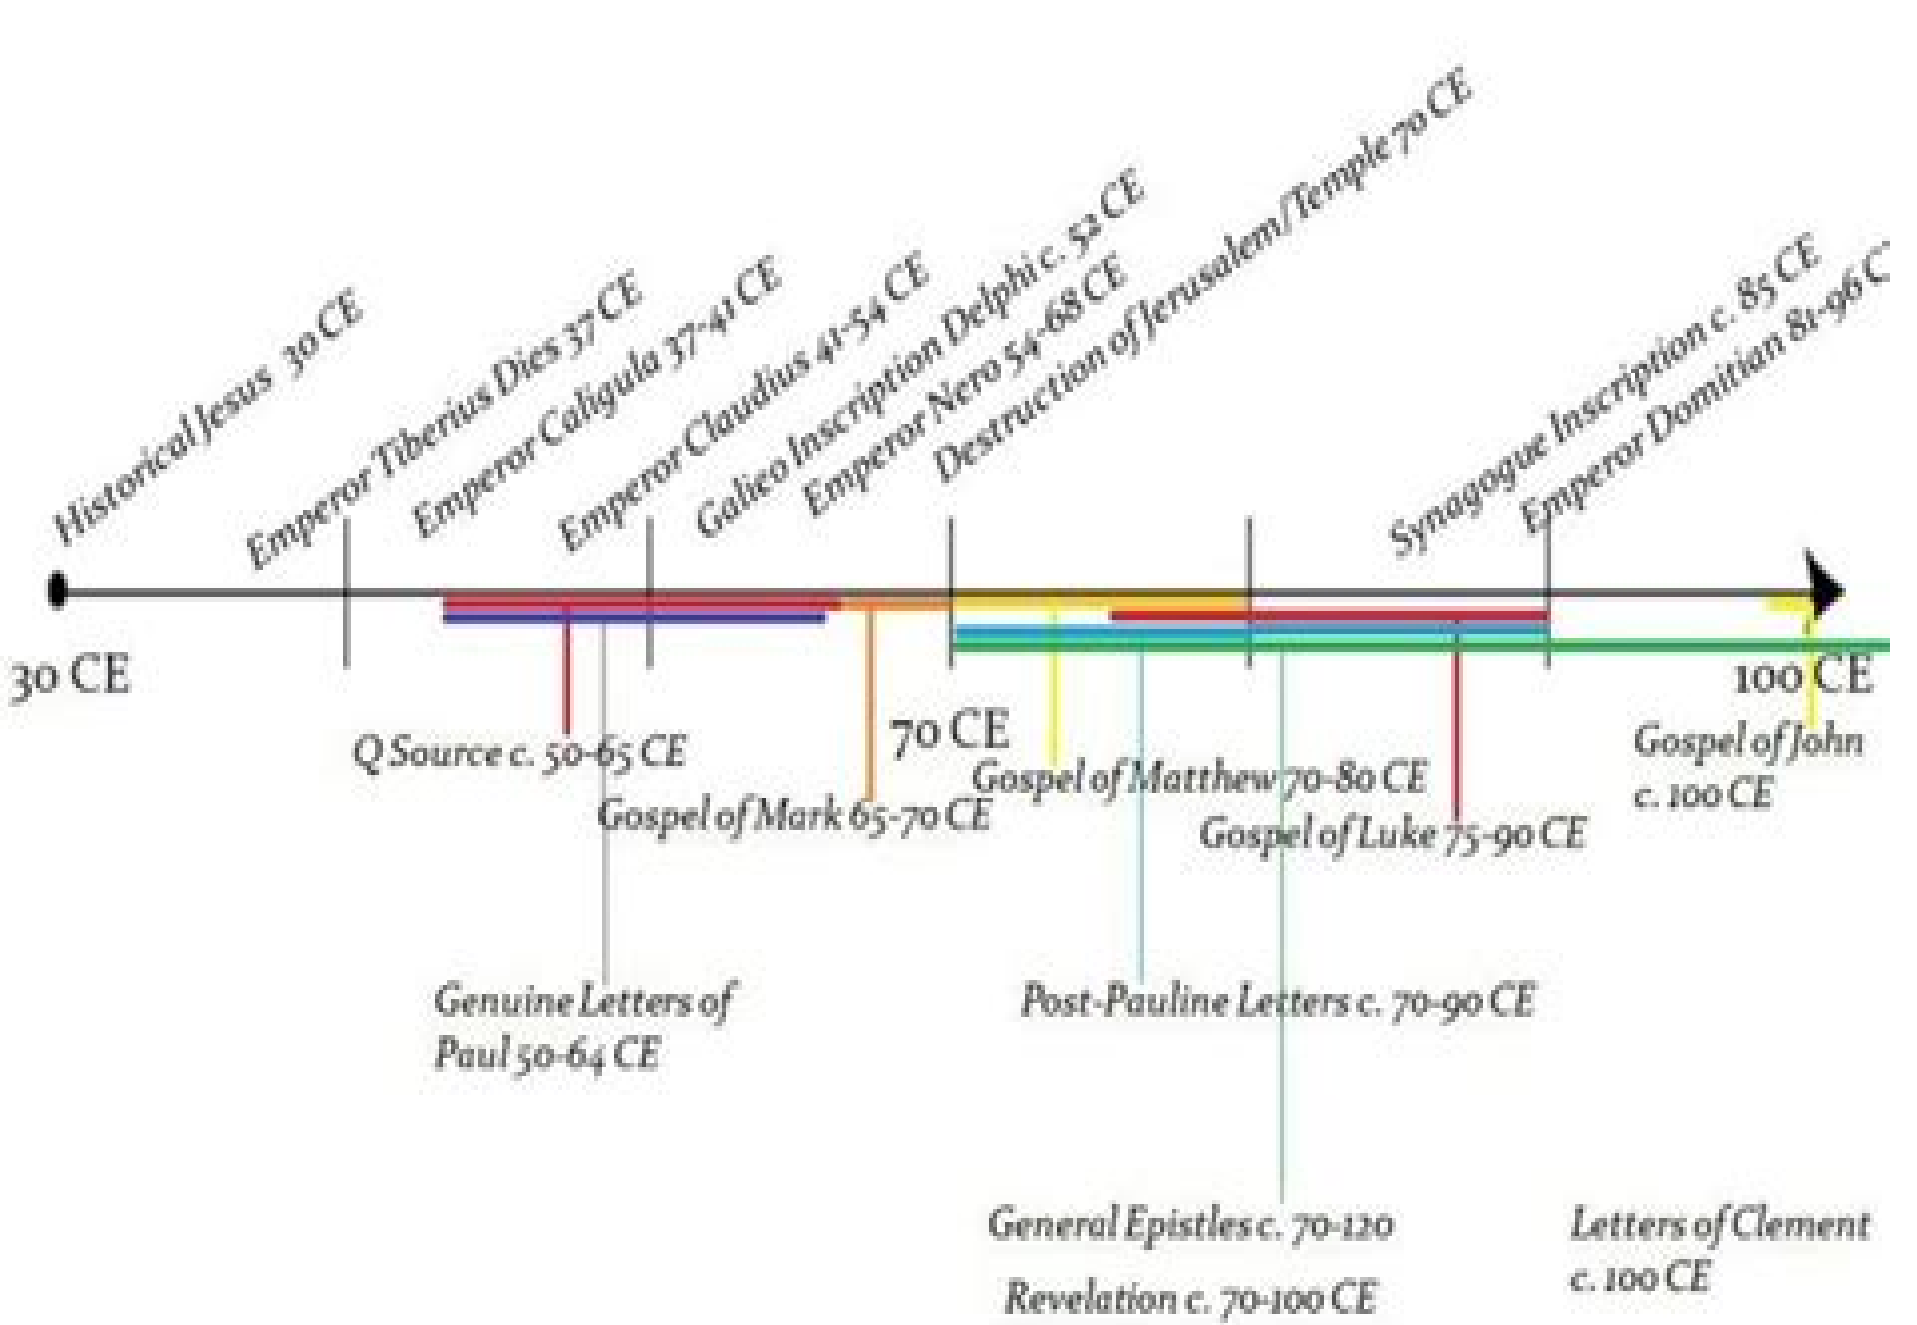 Historical Jesus 30 CE
Emperor Tiberius Dies 37 CE
Emperor Caligula 37-41 CE
Emperor Claudius 41-54 CE
Galieo Inscription Delphi c. 52 CE
Emperor Nero 54-68 CE
Destruction of Jerusalem/Temple 70 CE
Synagogue Inscription c. 85 CE
Emperor Domitian 81-96 C
30 CE
70 CE
100 CE
Q Source c. 50-65 CE
Gospel of Mark 65-70 CE
Gospel of Matthew 70-80 CE
Gospel of Luke 75-90 CE
Gospel of John
c. 100 CE
Genuine Letters of
Paul 50-64 CE
Post-Pauline Letters c. 70-90 CE
General Epistles c. 70-120
Revelation c. 70-100 CE
Letters of Clement
c. 100 CE